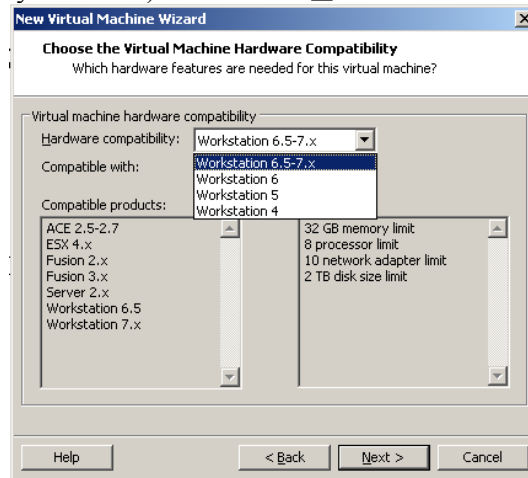 New Virtual Machine Wizard
Choose the Virtual Machine Hardware Compatibility
Which hardware features are needed for this virtual machine?
Virtual machine hardware compatibility
Hardware compatibility: Workstation 6.5-7.x
Workstation 6.5-7.x
Compatible with:
Workstation 6
Workstation 5
Workstation 4
Compatible products:
ACE 2.5-2.7
ESX 4.x
Fusion 2.x
Fusion 3.x
Server 2.x
Workstation 6.5
Workstation 7.x
32 GB memory limit
8 processor limit
10 network adapter limit
2 TB disk size limit
Help < Back Next > Cancel